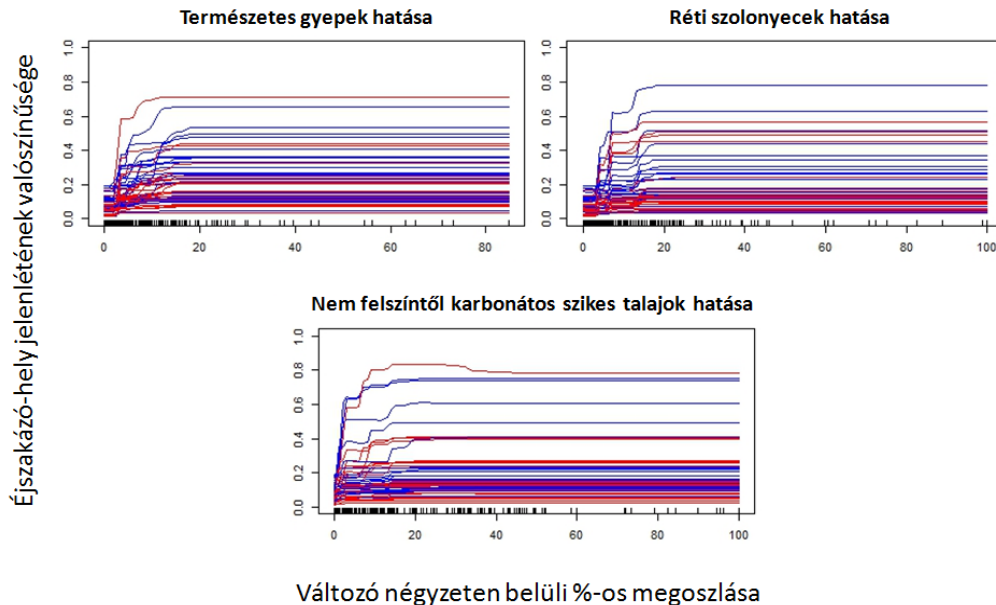 Természetes gyepek hatása
Réti szolonyecek hatása
Éjszakázó-hely jelenlétének valószínűsége
1.0
0.8
0.6
0.4
0.2
0.0
0 20 40 60 80
1.0
0.8
0.6
0.4
0.2
0.0
0 20 40 60 80 100
Nem felszíntől karbonátos szikes talajok hatása
1.0
0.8
0.6
0.4
0.2
0.0
0 20 40 60 80 100
Változó négyzeten belüli %-os megoszlása